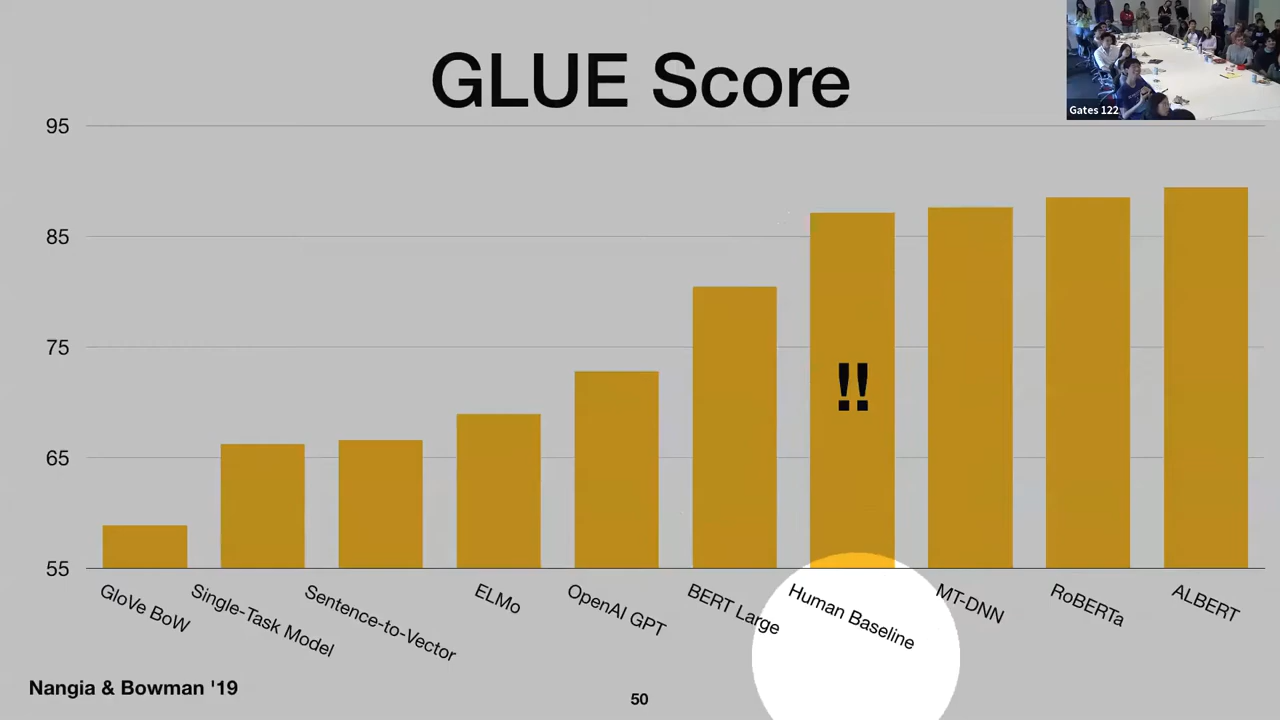 GLUE Score
Gates 122
95
85
75
65
55
!!
GloVe BoW
Single-Task Model
Sentence-to-Vector
ELMo
OpenAI GPT
BERT Large
Human Baseline
MT-DNN
RoBERTa
ALBERT
Nangia & Bowman '19
50